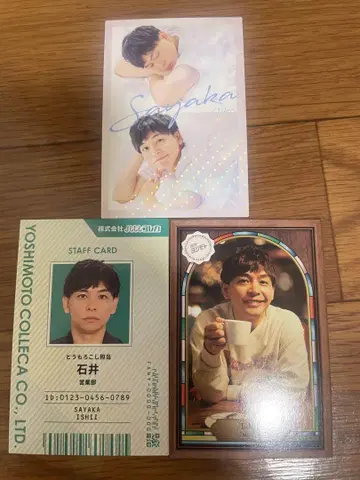 Sayaka
YOSHIMOTO COLLECA CO., LTD.
株式会社
STAFF CARD
とうもろこし担当
石井
営業部
ID:0123-0456-0789
SAYAKA
ISHII